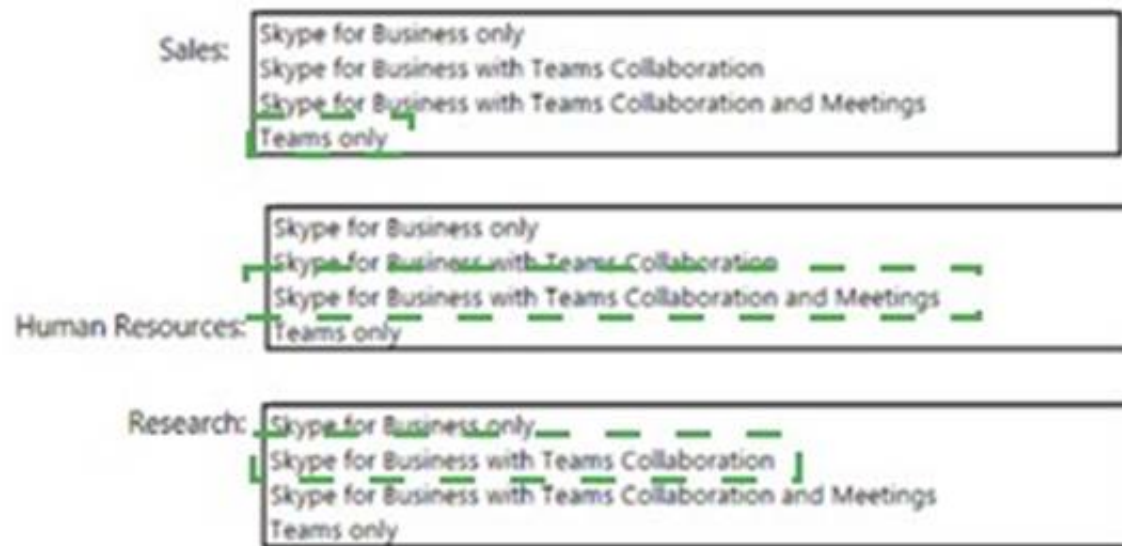 Sales:
Skype for Business only
Skype for Business with Teams Collaboration
Skype for Business with Teams Collaboration and Meetings
Teams only
Human Resources:
Skype for Business only
Skype for Business with Teams Collaboration
Skype for Business with Teams Collaboration and Meetings
Teams only
Research:
Skype for Business only
Skype for Business with Teams Collaboration
Skype for Business with Teams Collaboration and Meetings
Teams only